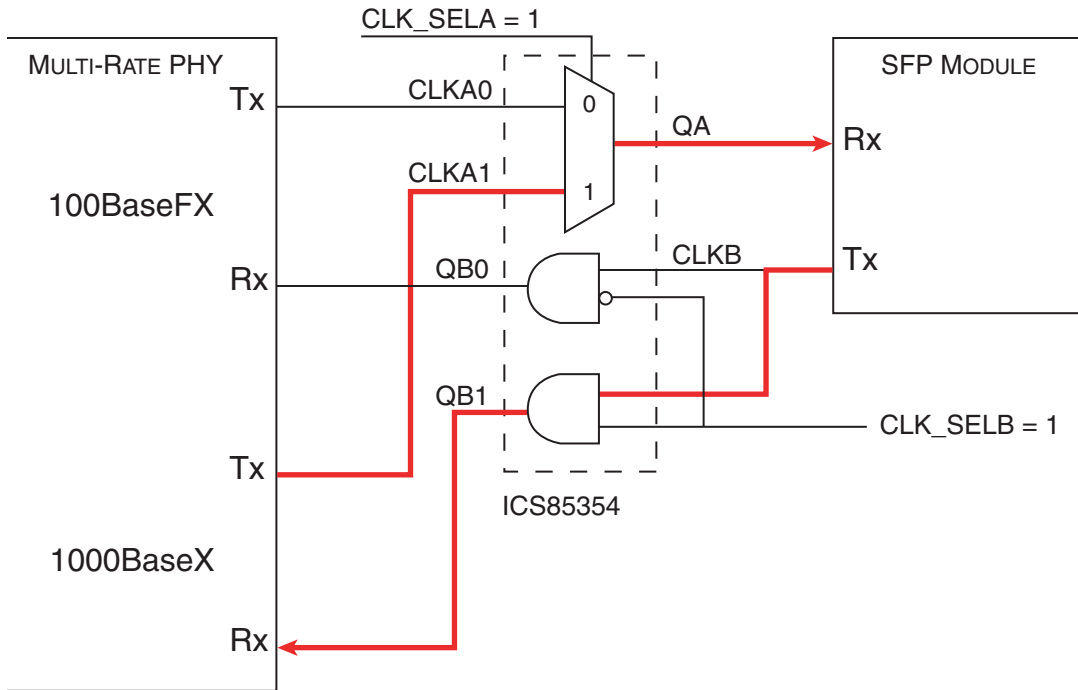 CLK_SELA = 1
MULTI-RATE PHY
SFP MODULE
Tx
CLKA0
0
QA
Rx
CLKA1
1
100BaseFX
Rx
QB0
CLKB
Tx
QB1
CLK_SELB = 1
Tx
ICS85354
1000BaseX
Rx